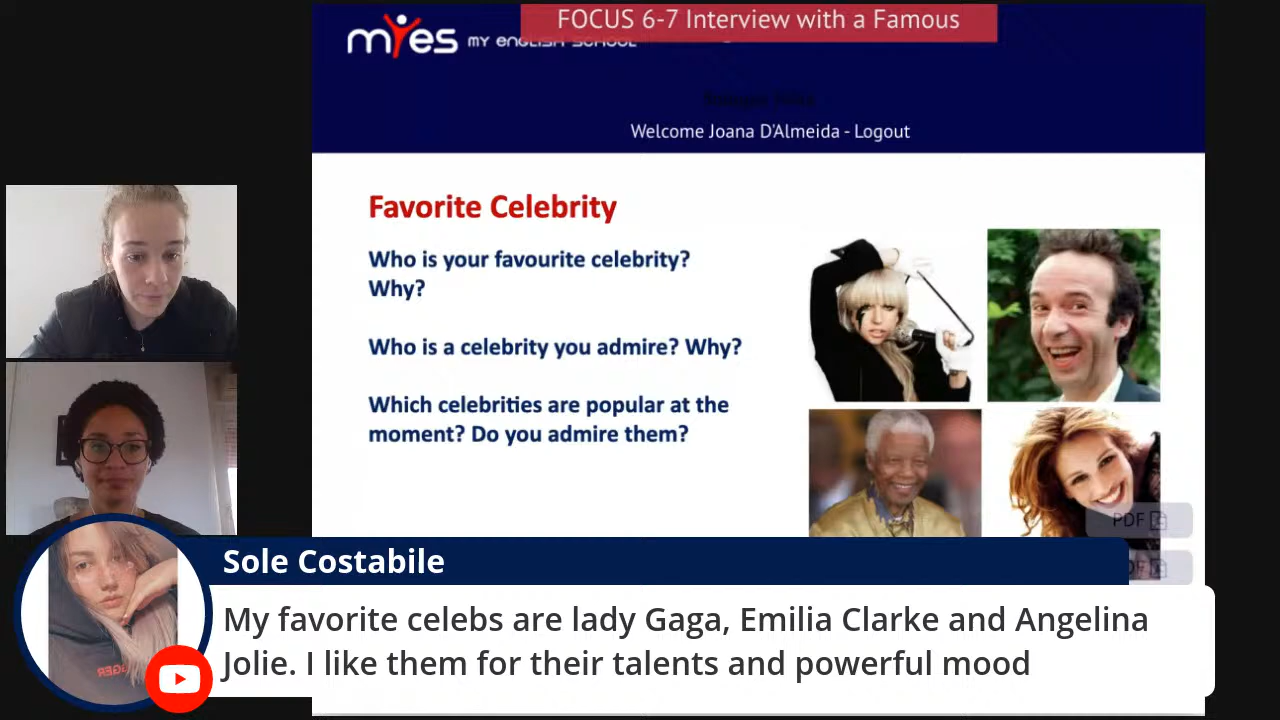 FOCUS 6-7 Interview with a Famous
myes MY ENGLISH SCHOOL
Welcome Joana D'Almeida - Logout
Favorite Celebrity
Who is your favourite celebrity?
Why?
Who is a celebrity you admire? Why?
Which celebrities are popular at the
moment? Do you admire them?
PDF
Sole Costabile
My favorite celebs are lady Gaga, Emilia Clarke and Angelina
Jolie. I like them for their talents and powerful mood